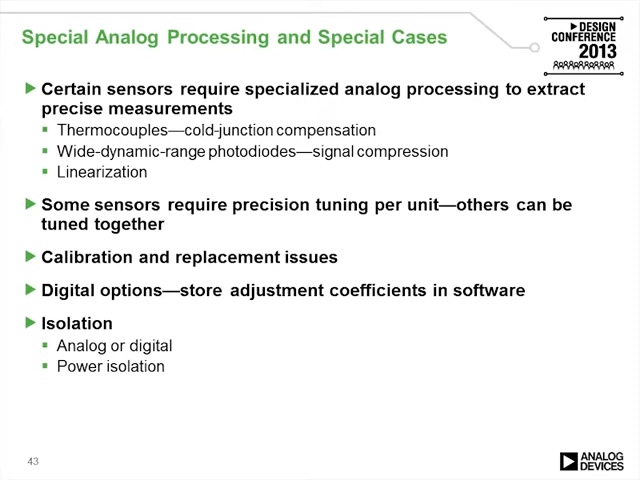 Special Analog Processing and Special Cases
DESIGN
CONFERENCE
2013
Certain sensors require specialized analog processing to extract
precise measurements
Thermocouples—cold-junction compensation
Wide-dynamic-range photodiodes—signal compression
Linearization
Some sensors require precision tuning per unit—others can be
tuned together
Calibration and replacement issues
Digital options—store adjustment coefficients in software
Isolation
Analog or digital
Power isolation
43
ANALOG
DEVICES